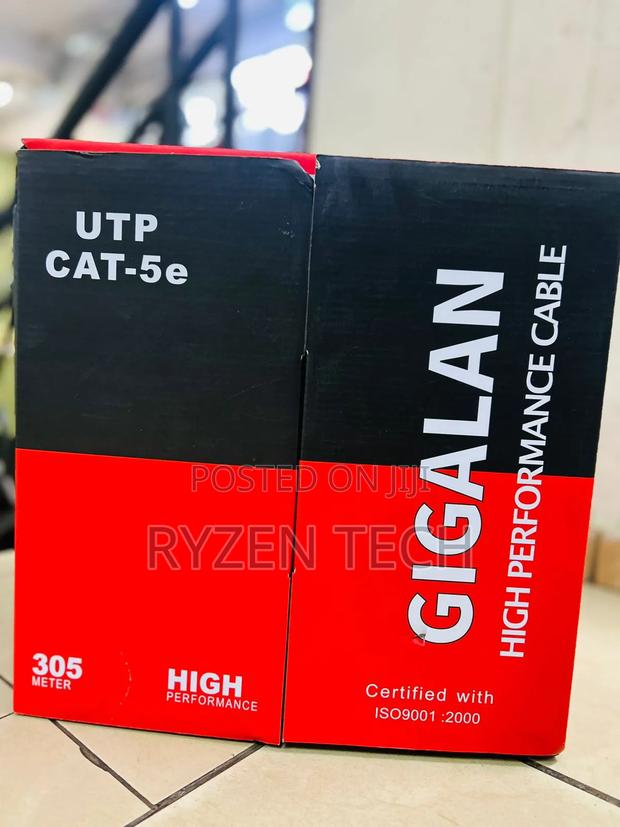 UTP
CAT-5e
305
METER
HIGH
PERFORMANCE
GIGALAN
HIGH PERFORMANCE CABLE
Certified with
ISO9001 :2000
POSTED ON JIJI
RYZEN TECH